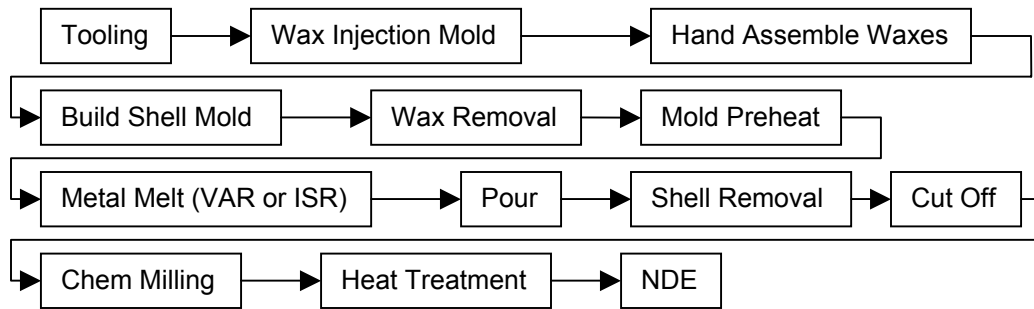 Tooling Wax Injection Mold Hand Assemble Waxes
Build Shell Mold Wax Removal Mold Preheat
Metal Melt (VAR or ISR) Pour Shell Removal Cut Off
Chem Milling Heat Treatment NDE